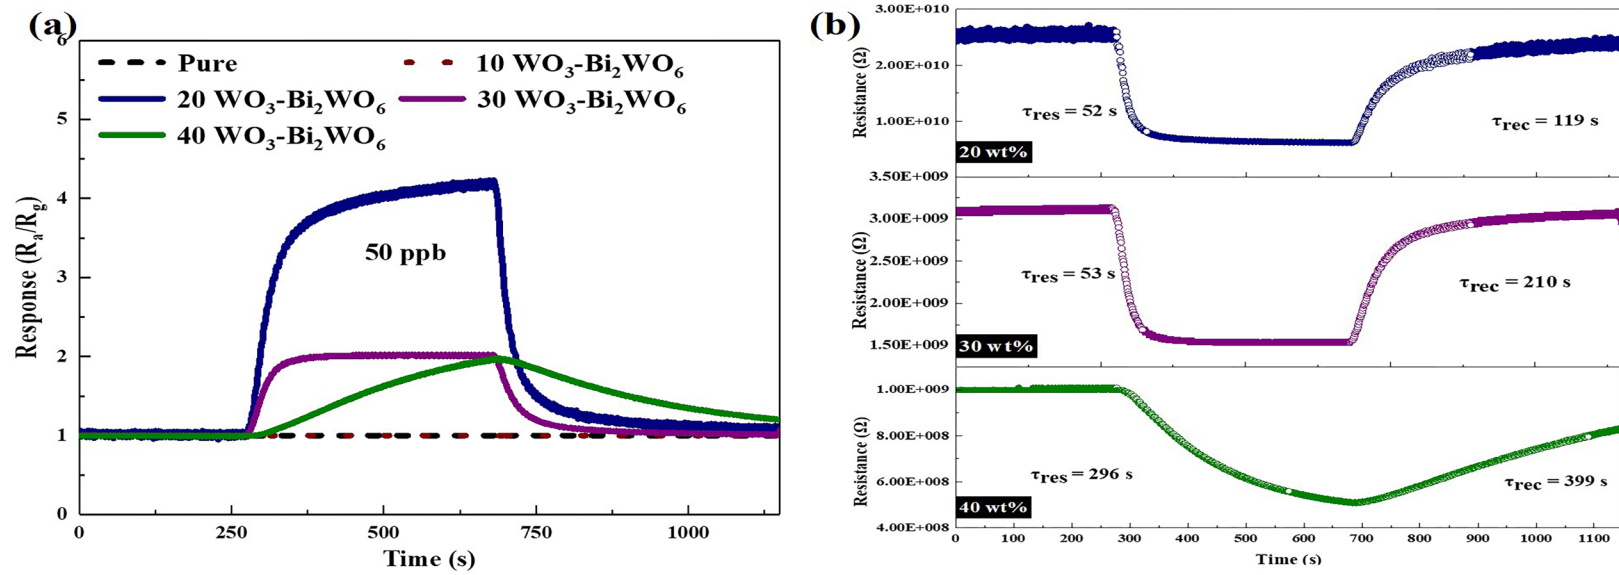 (a)
6
5
4
3
2
1
0
Response (Ra/Rg)
Pure
10 WO3-Bi2WO6
20 WO3-Bi2WO6
30 WO3-Bi2WO6
40 WO3-Bi2WO6
50 ppb
0 250 500 750 1000
Time (s)
(b)
3.00E+010
2.00E+010
1.00E+010
Resistance (Ω)
τres = 52 s
τrec = 119 s
20 wt%
3.50E+009
3.00E+009
2.50E+009
2.00E+009
1.50E+009
Resistance (Ω)
τres = 53 s
τrec = 210 s
30 wt%
1.00E+009
8.00E+008
6.00E+008
4.00E+008
Resistance (Ω)
τres = 296 s
τrec = 399 s
40 wt%
0 100 200 300 400 500 600 700 800 900 1000 1100
Time (s)